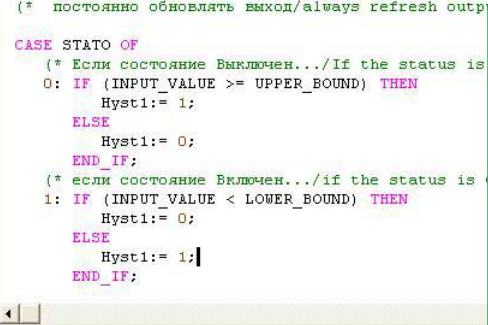 (* постоянно обновлять выход/always refresh outp
CASE STATO OF
(* Если состояние Выключен.../If the status is
0: IF (INPUT_VALUE >= UPPER_BOUND) THEN
Hyst1:= 1;
ELSE
Hyst1:= 0;
END_IF;
(* если состояние Включен.../if the status is
1: IF (INPUT_VALUE < LOWER_BOUND) THEN
Hyst1:= 0;
ELSE
Hyst1:= 1;
END_IF;